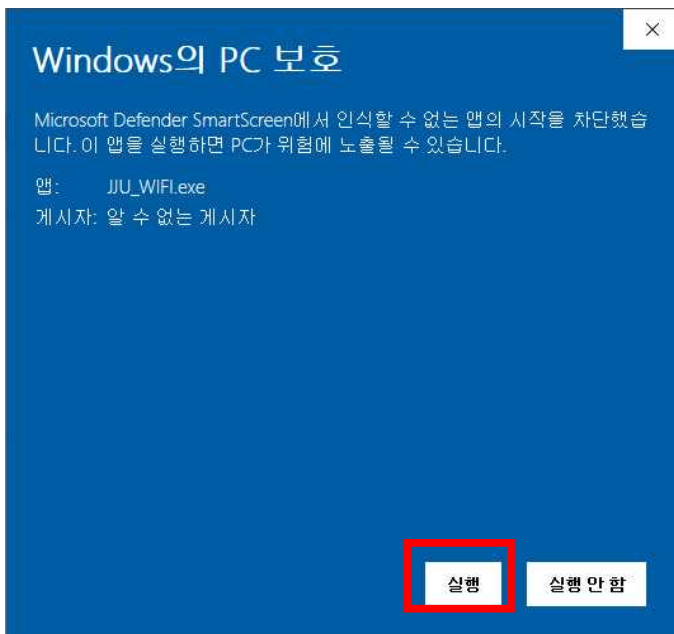 Windows의 PC 보호
Microsoft Defender SmartScreen에서 인식할 수 없는 앱의 시작을 차단했습
니다. 이 앱을 실행하면 PC가 위험에 노출될 수 있습니다.
앱: JJU_WIFI.exe
게시자: 알 수 없는 게시자
실행 실행 안 함